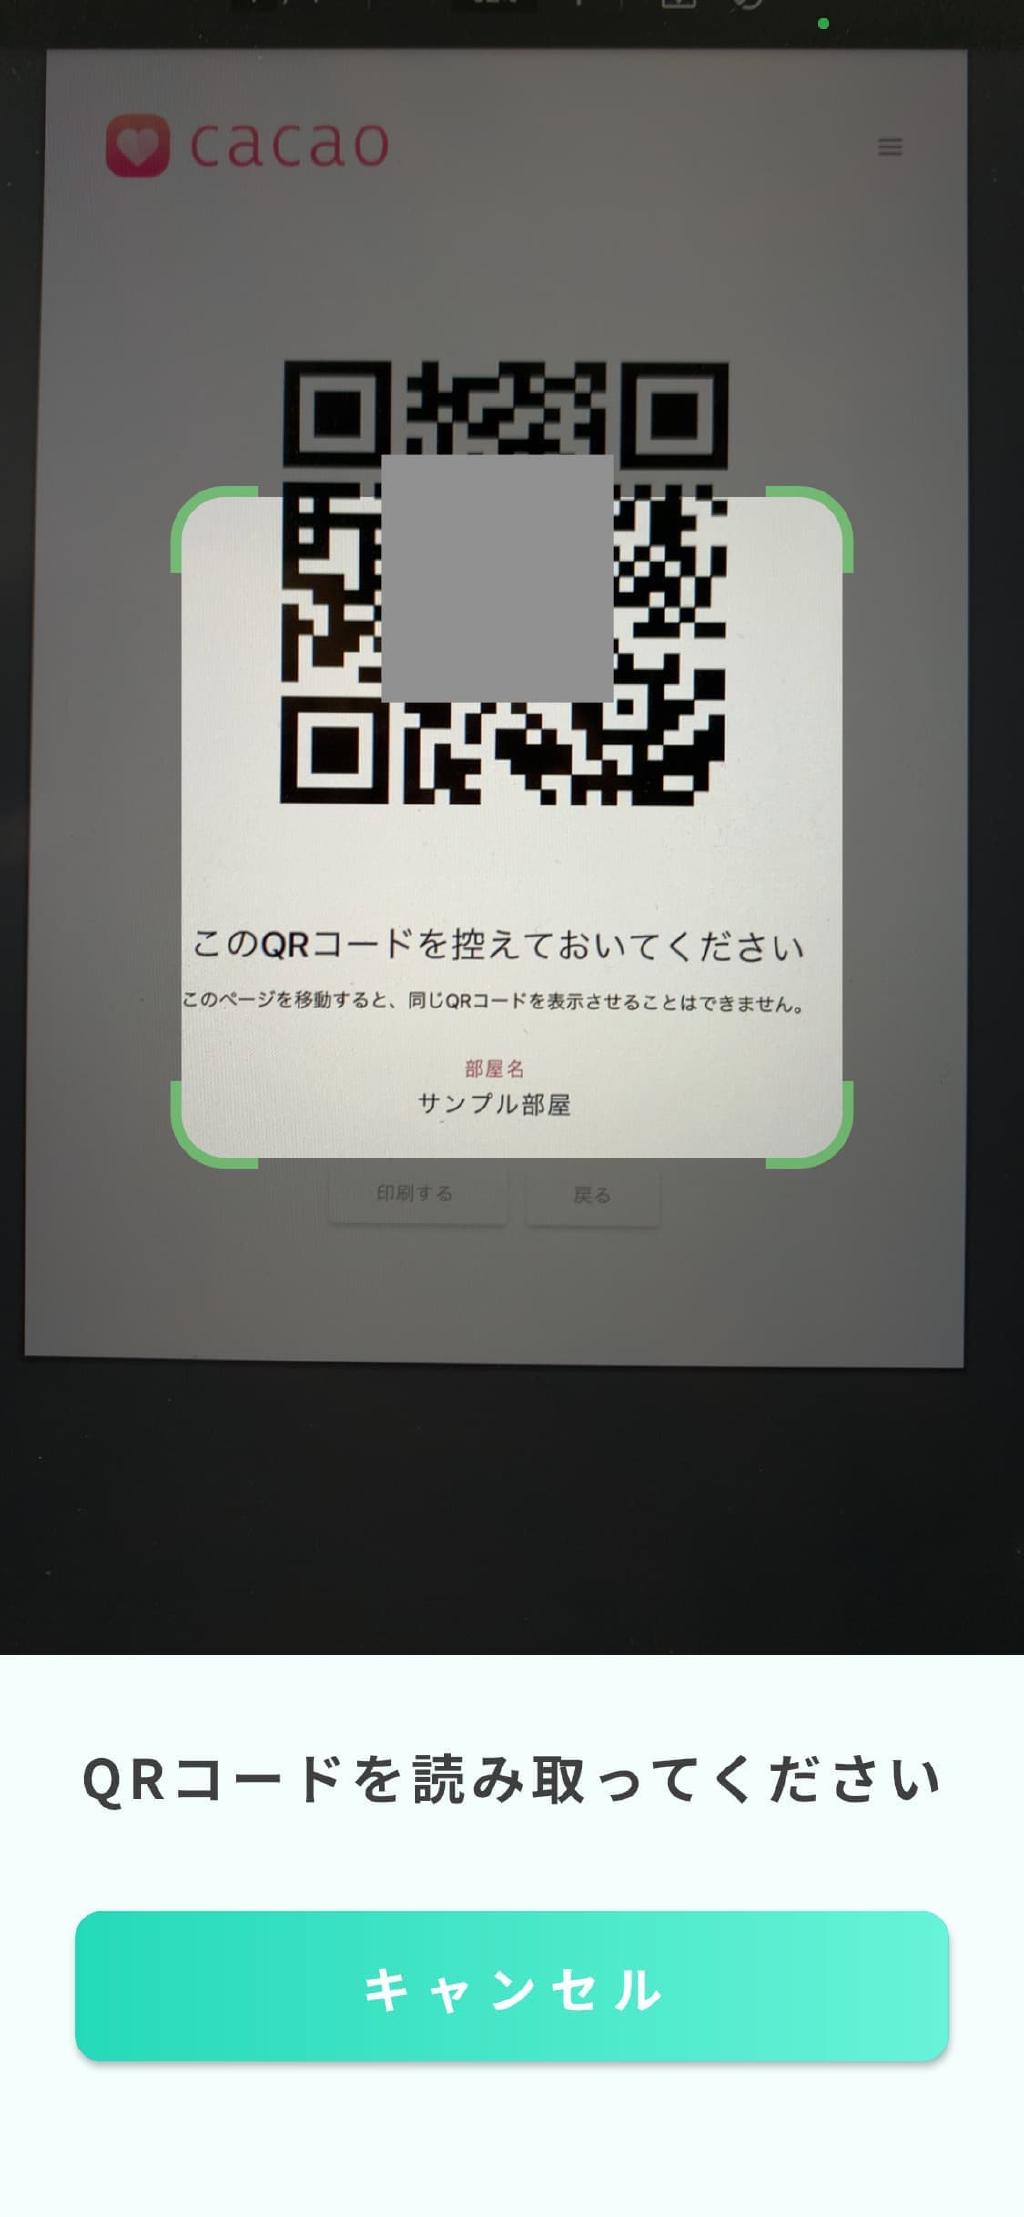 cacao
このQRコードを控えておいてください
このページを移動すると、同じQRコードを表示させることはできません。
部屋名
サンプル部屋
印刷する
戻る
QRコードを読み取ってください
キャンセル